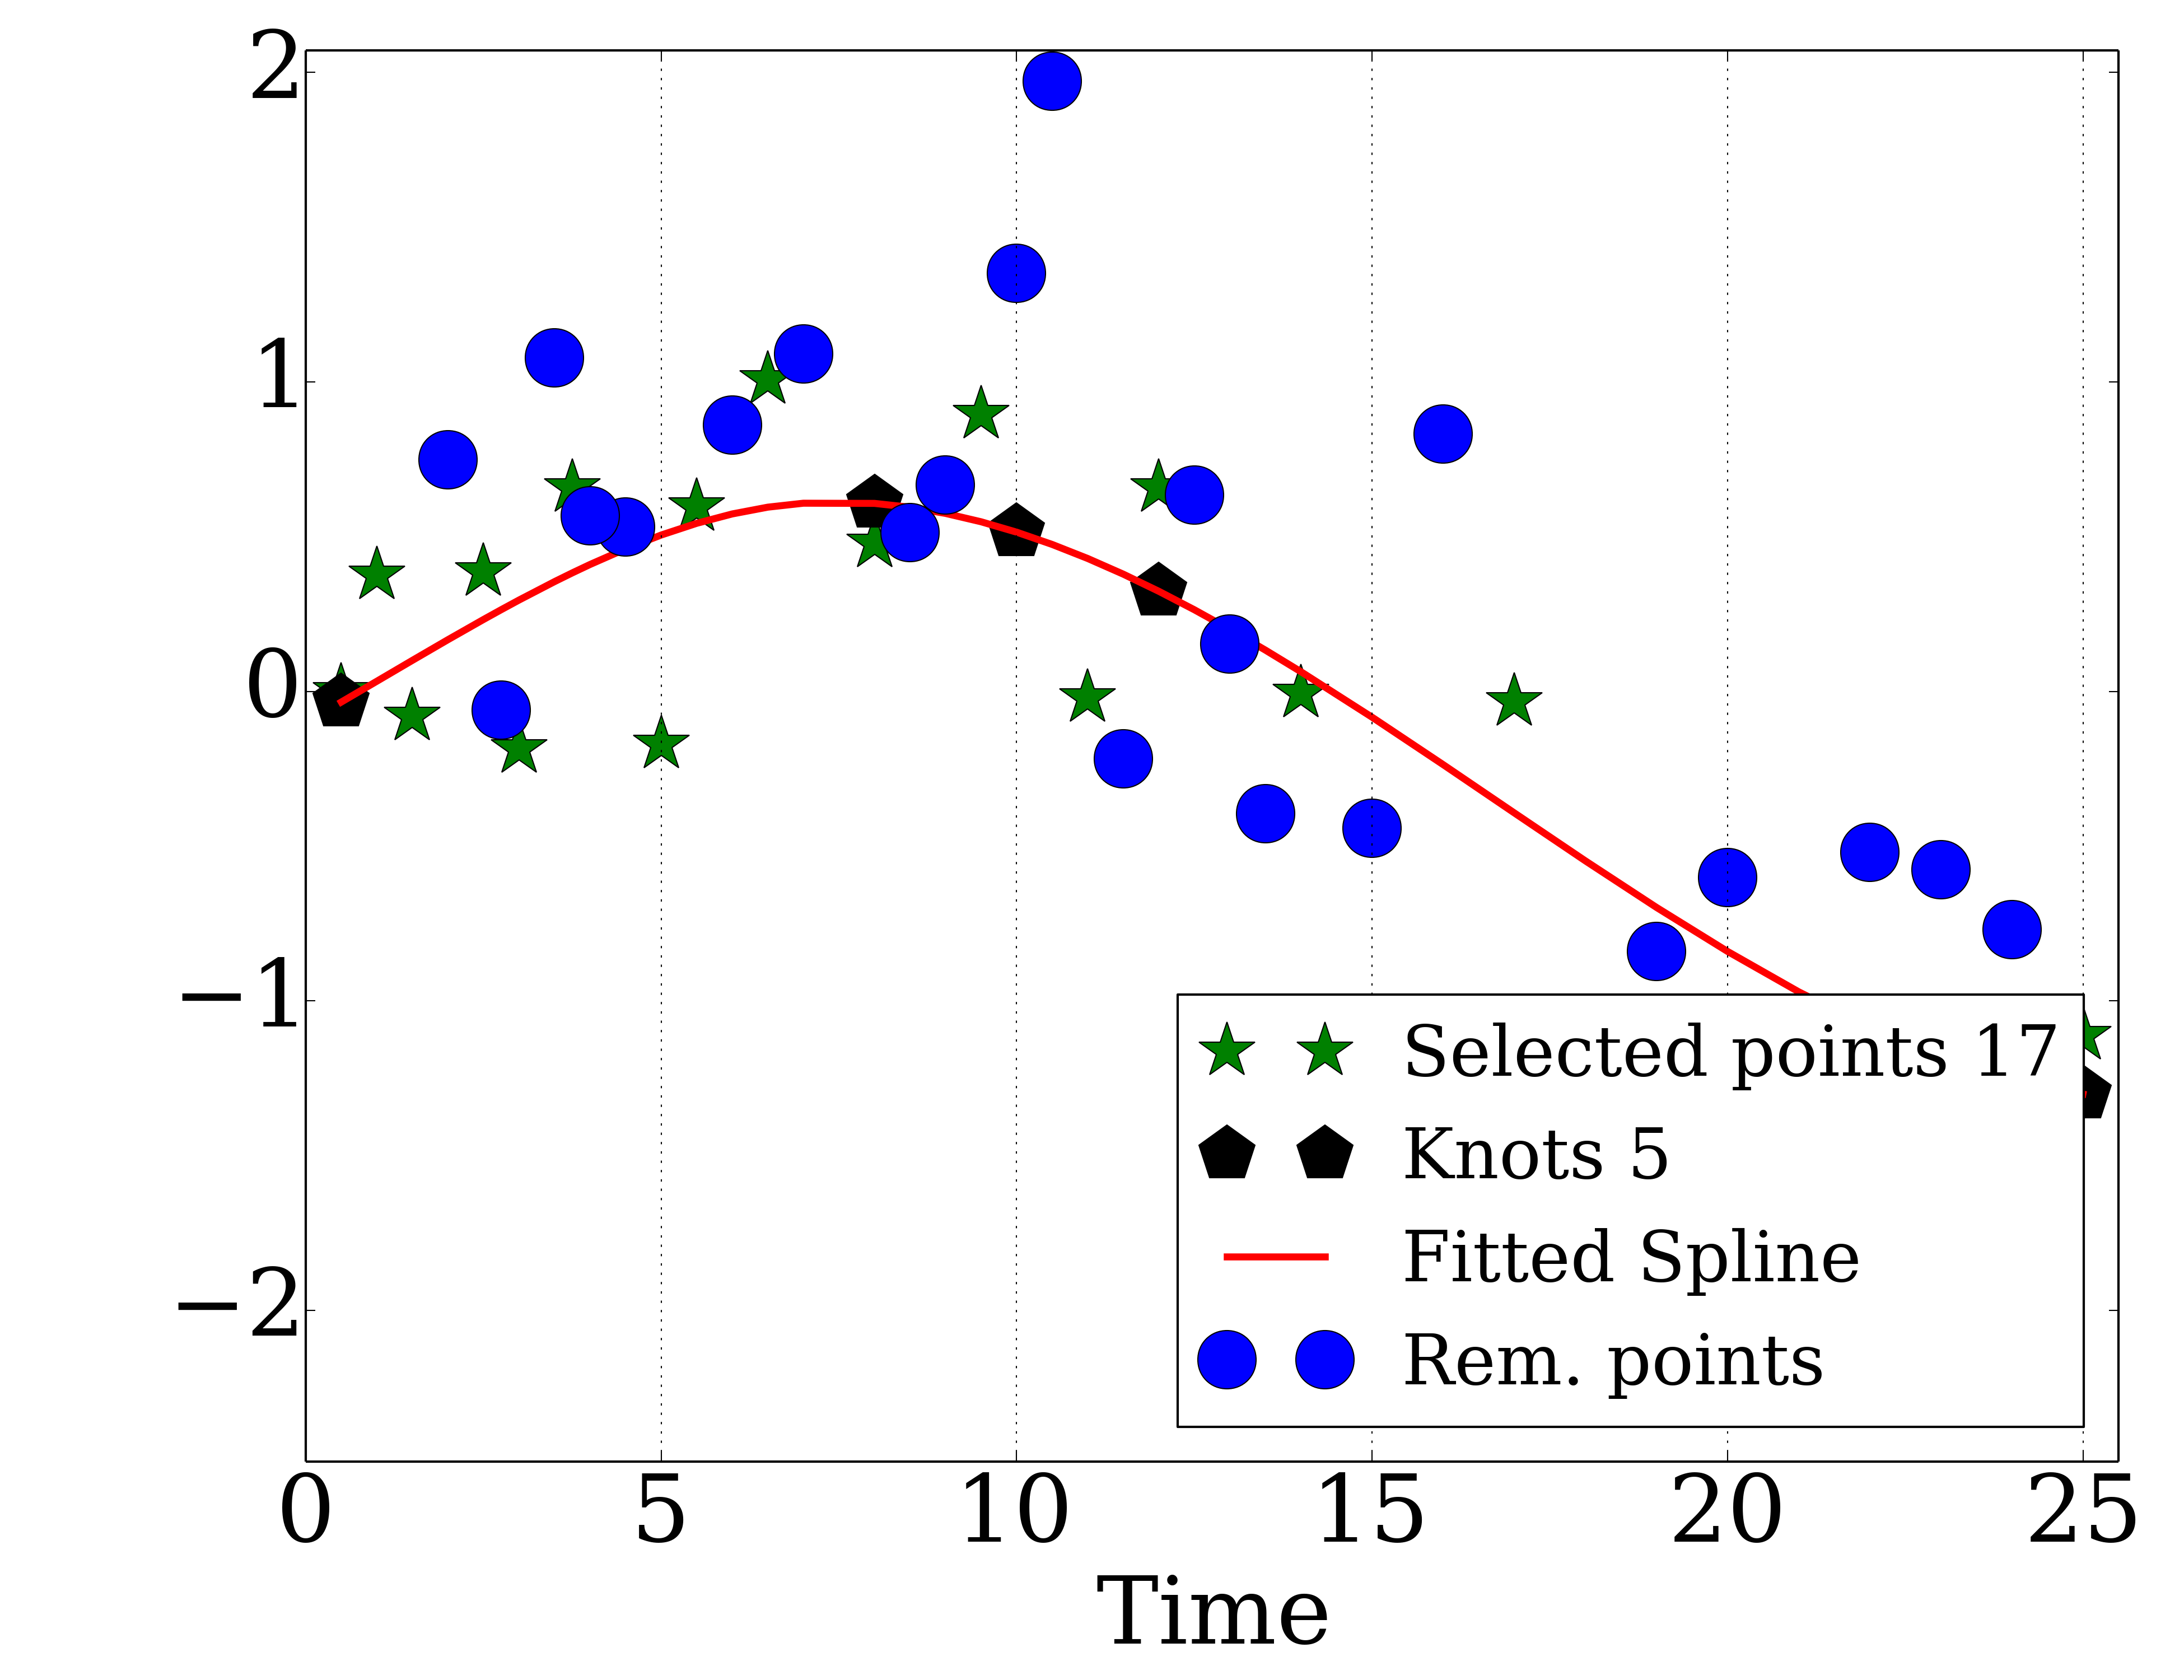 2
1
0
−1
−2
Selected points 17
Knots 5
Fitted Spline
Rem. points
0 5 10 15 20 25
Time